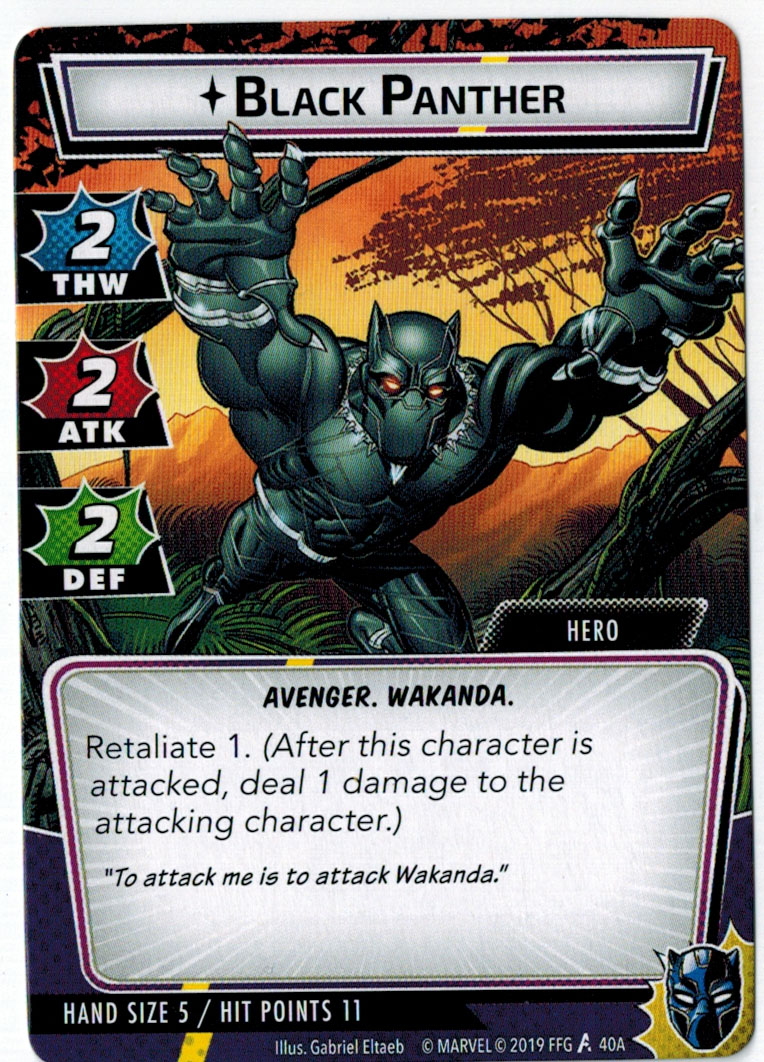 BLACK PANTHER
2
THW
2
ATK
2
DEF
HERO
AVENGER. WAKANDA.
Retaliate 1. (After this character is
attacked, deal 1 damage to the
attacking character.)
"To attack me is to attack Wakanda."
HAND SIZE 5 / HIT POINTS 11
Illus. Gabriel Eltaeb © MARVEL © 2019 FFG 40A